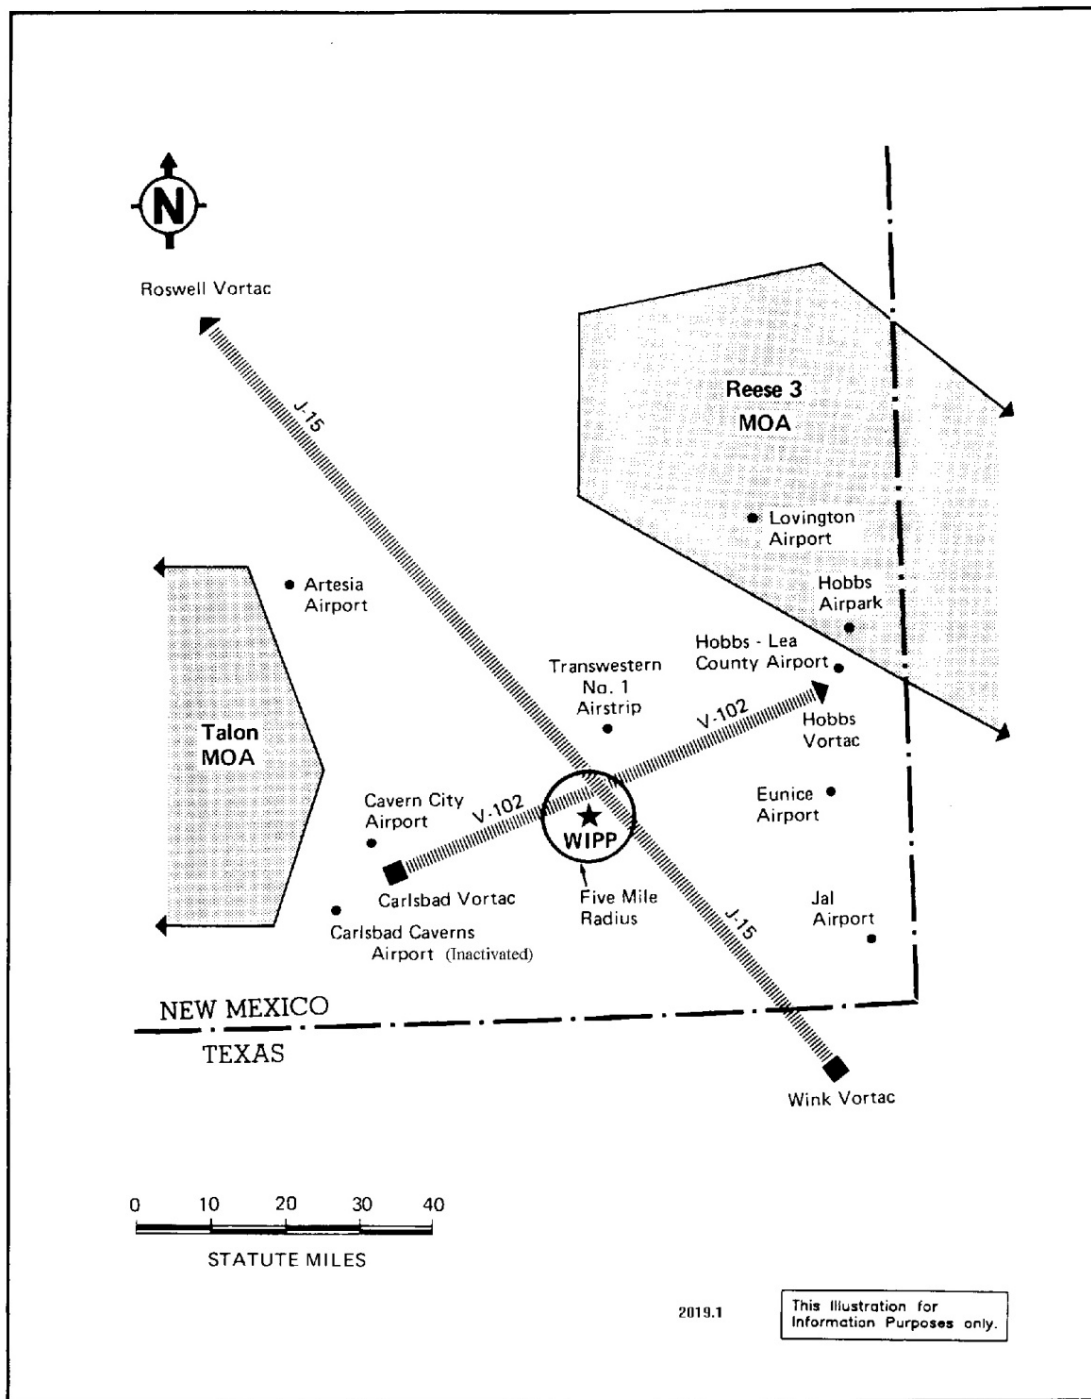 N
Roswell Vortac
J-15
Reese 3
MOA
Lovington
Airport
Hobbs
Airpark
Artesia
Airport
Hobbs - Lea
County Airport
Transwestern
No. 1
Airstrip
V-102
Hobbs
Vortac
Talon
MOA
Cavern City
Airport
V-102
Eunice
Airport
WIPP
Carlsbad Vortac
Five Mile
Radius
Jal
Airport
J-15
Carlsbad Caverns
Airport (Inactivated)
NEW MEXICO
TEXAS
Wink Vortac
0 10 20 30 40
STATUTE MILES
2019.1
This Illustration for
Information Purposes only.